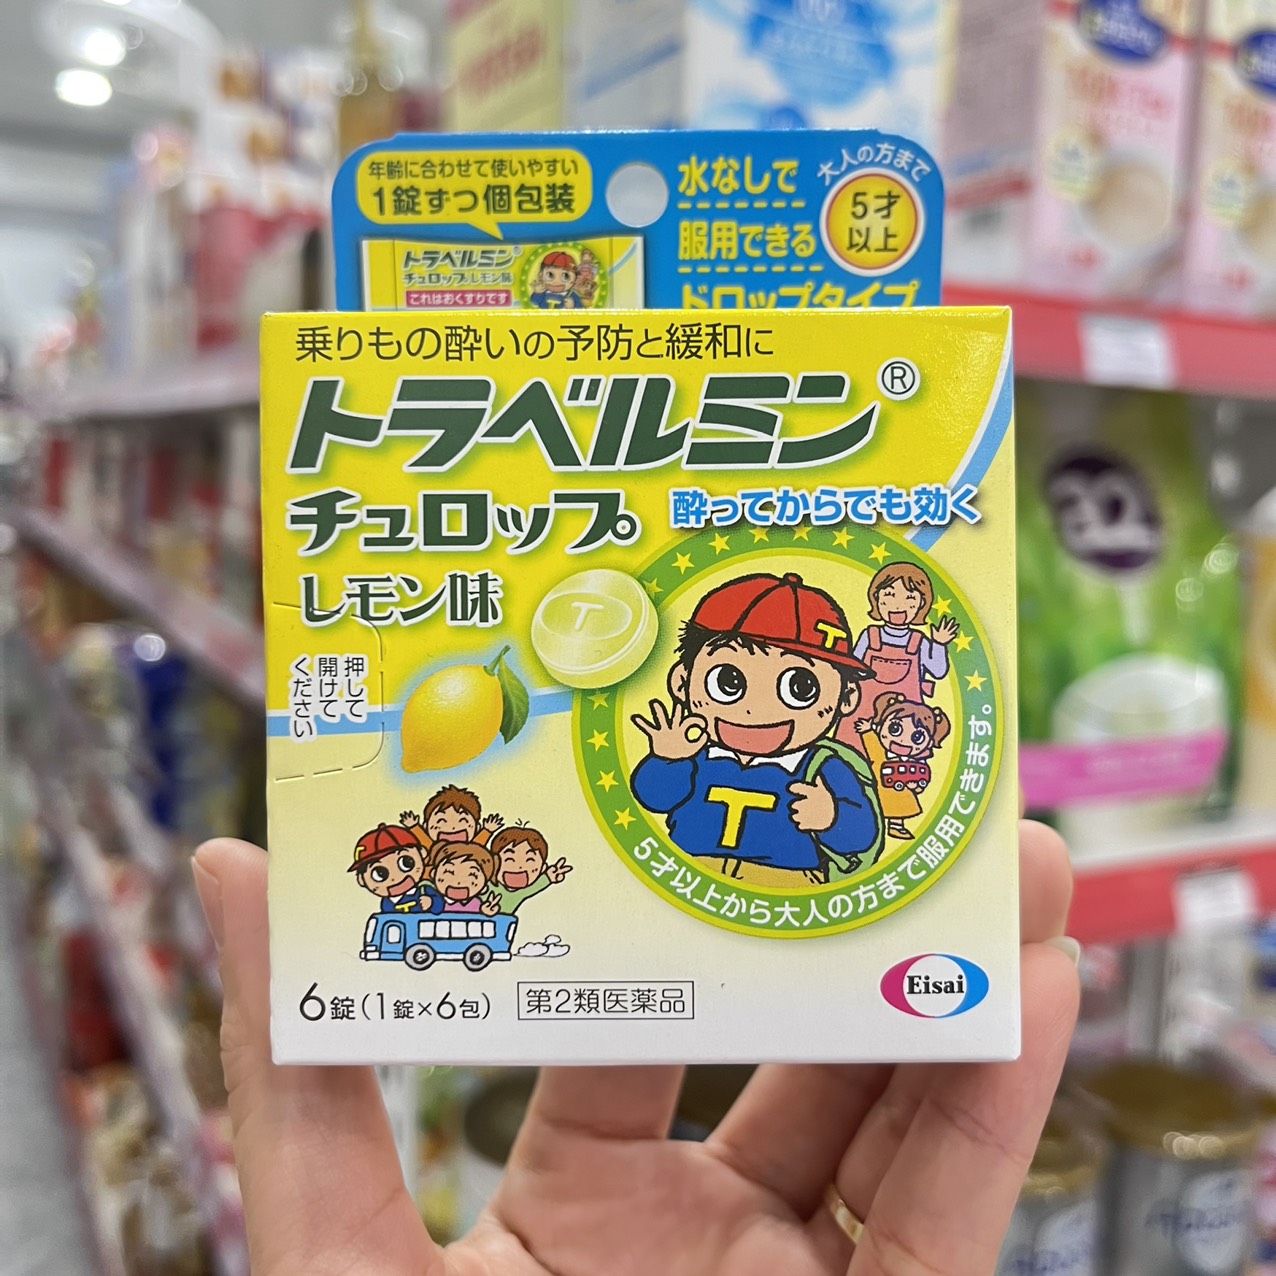 年齢に合わせて使いやすい
1錠ずつ個包装
水なしで
服用できる
ドロップタイプ
大人の方まで
5才
以上
トラベルミン
チュロップ レモン味
これはおくすりです
乗りもの酔いの予防と緩和に
トラベルミン®
チュロップ®
酔ってからでも効く
レモン味
T
押して
開けて
ください
T
T
5才以上から大人の方まで服用できます。
6錠(1錠×6包)
第2類医薬品
Eisai